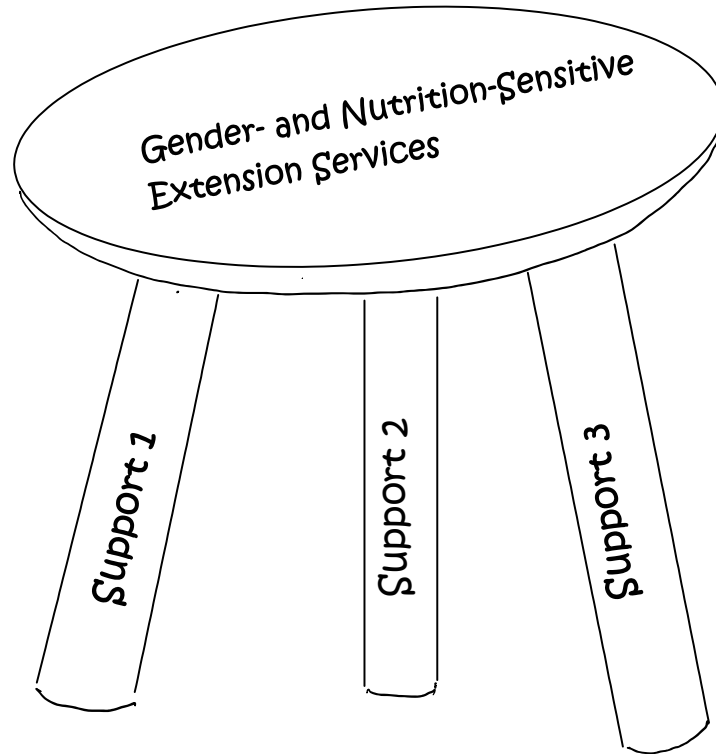 Gender- and Nutrition-Sensitive
Extension Services
Support 1
Support 2
Support 3